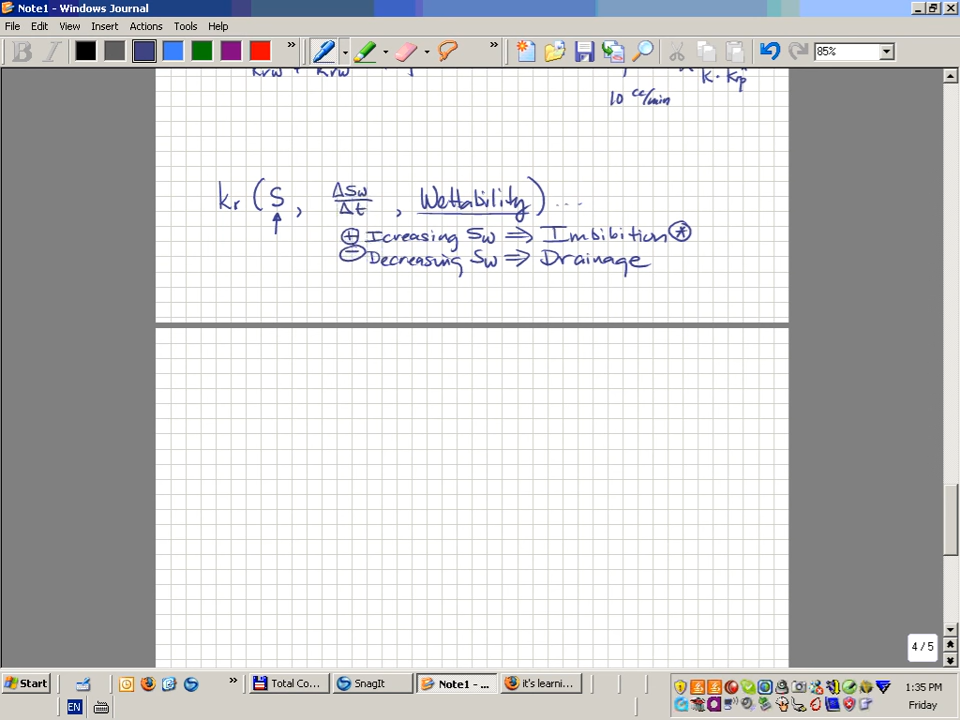 Note1 - Windows Journal
File Edit View Insert Actions Tools Help
B I » » 85%
k · krp
10 cc/min
kr ( S , ΔSw/Δt , Wettability ) ...
⊕ Icreasing Sw ⇒ Imbibition ⊛
⊖ Decreasing Sw ⇒ Drainage
4 / 5
Start » Total Co... SnagIt Note1 - ... it's learni... 1:35 PM
EN Friday